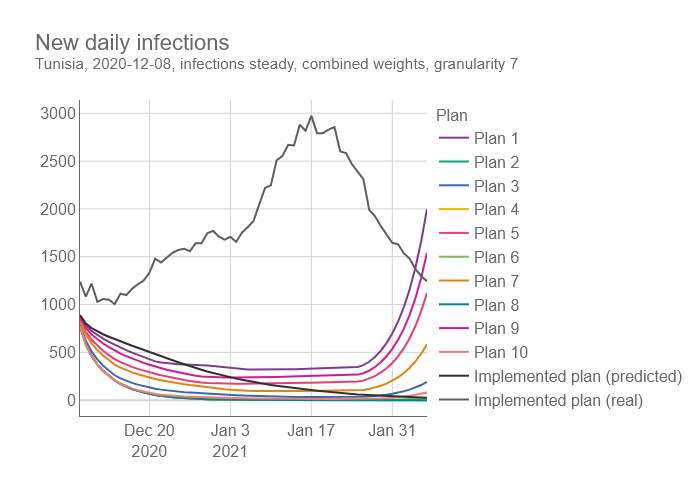 New daily infections
Tunisia, 2020-12-08, infections steady, combined weights, granularity 7
3000
2500
2000
1500
1000
500
0
Dec 20
2020
Jan 3
2021
Jan 17
Jan 31
Plan
Plan 1
Plan 2
Plan 3
Plan 4
Plan 5
Plan 6
Plan 7
Plan 8
Plan 9
Plan 10
Implemented plan (predicted)
Implemented plan (real)